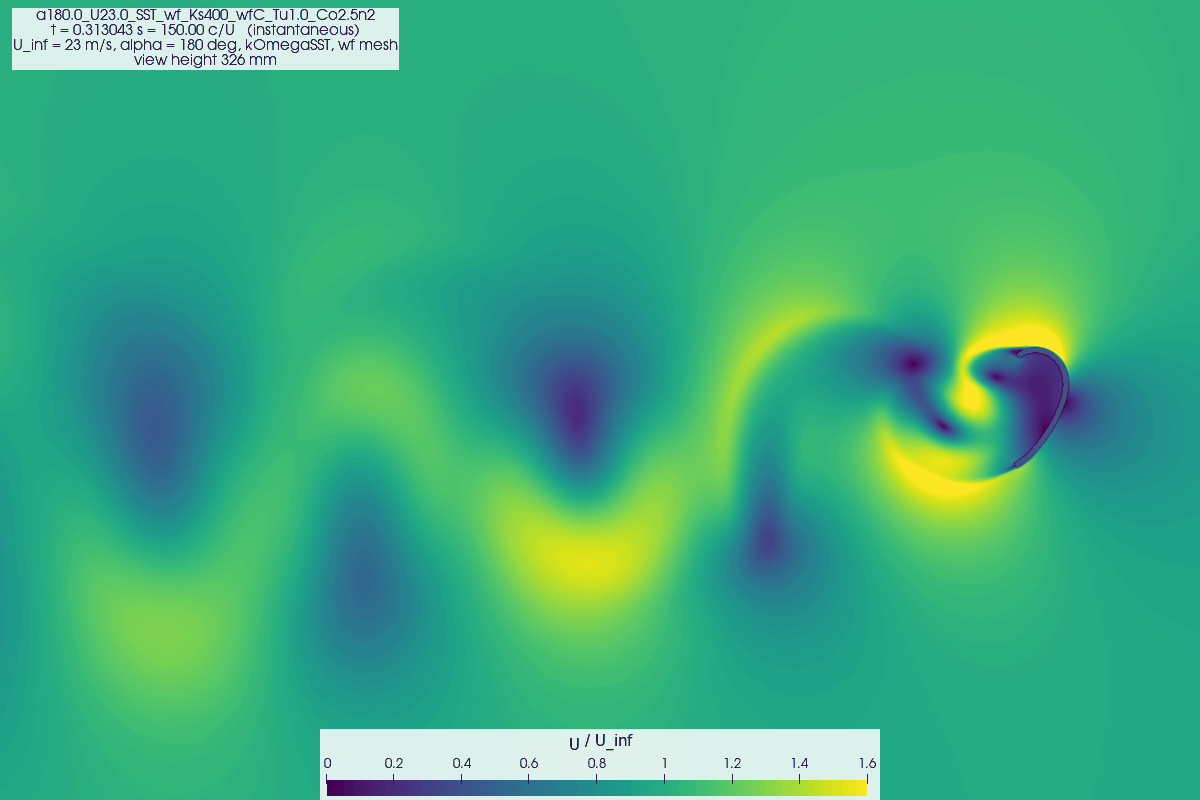 a180.0_U23.0_SST_wf_Ks400_wfC_Tu1.0_Co2.5n2
t = 0.313043 s = 150.00 c/U (instantaneous)
U_inf = 23 m/s, alpha = 180 deg, kOmegaSST, wf mesh
view height 326 mm
U / U_inf
0 0.2 0.4 0.6 0.8 1 1.2 1.4 1.6